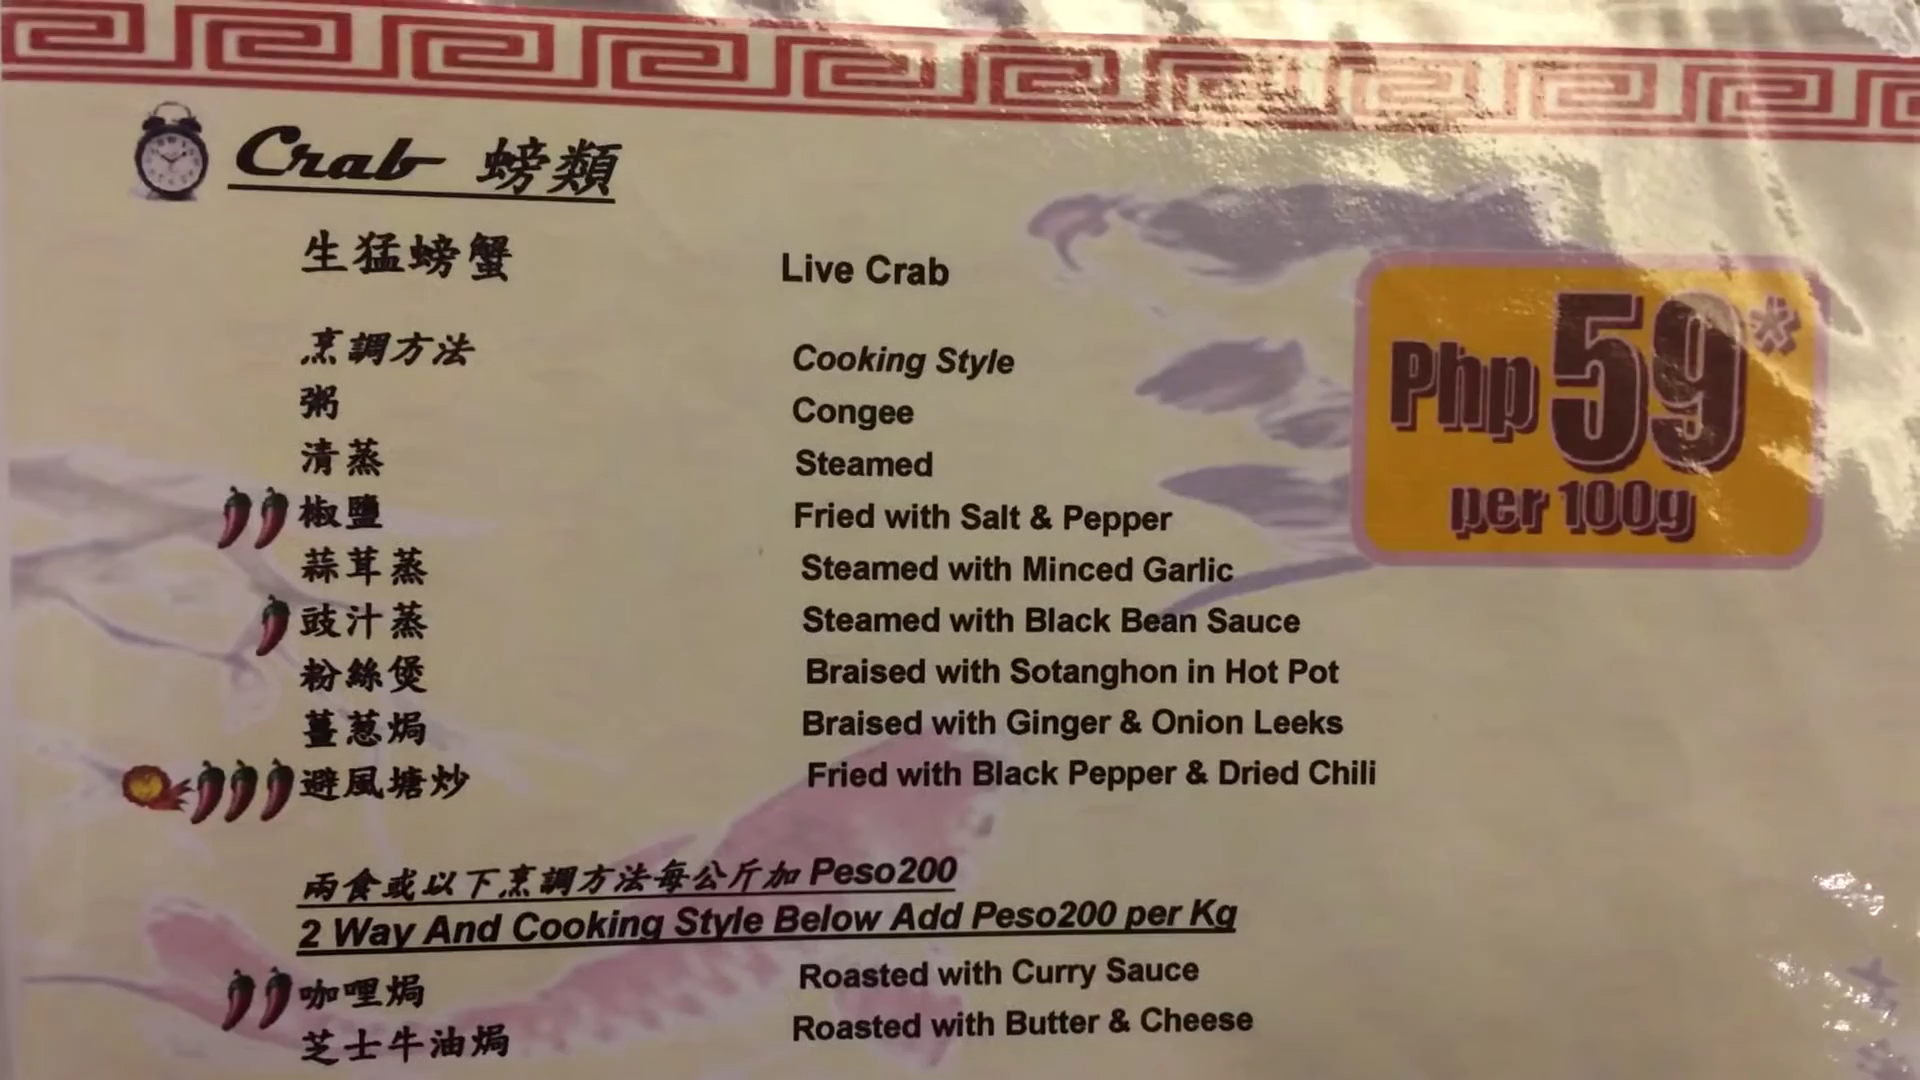 Crab 螃類
生猛螃蟹 Live Crab
Php 59*
per 100g
烹調方法 Cooking Style
粥 Congee
清蒸 Steamed
椒鹽 Fried with Salt & Pepper
蒜茸蒸 Steamed with Minced Garlic
豉汁蒸 Steamed with Black Bean Sauce
粉絲煲 Braised with Sotanghon in Hot Pot
薑蔥焗 Braised with Ginger & Onion Leeks
避風塘炒 Fried with Black Pepper & Dried Chili
兩食或以下烹調方法每公斤加 Peso200
2 Way And Cooking Style Below Add Peso200 per Kg
咖哩焗 Roasted with Curry Sauce
芝士牛油焗 Roasted with Butter & Cheese